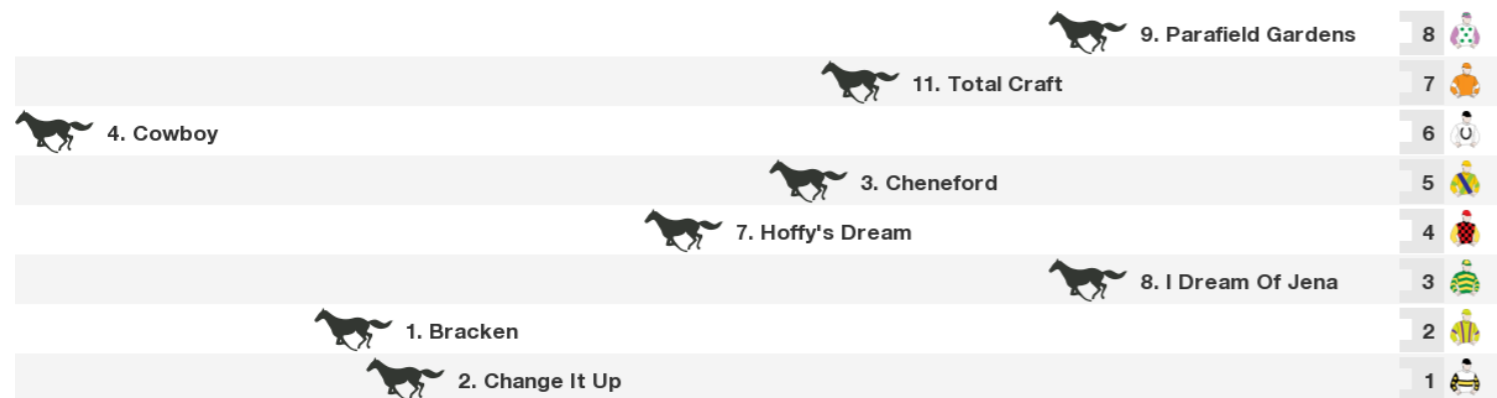 9. Parafield Gardens 8
11. Total Craft 7
4. Cowboy 6
3. Cheneford 5
7. Hoffy's Dream 4
8. I Dream Of Jena 3
1. Bracken 2
2. Change It Up 1